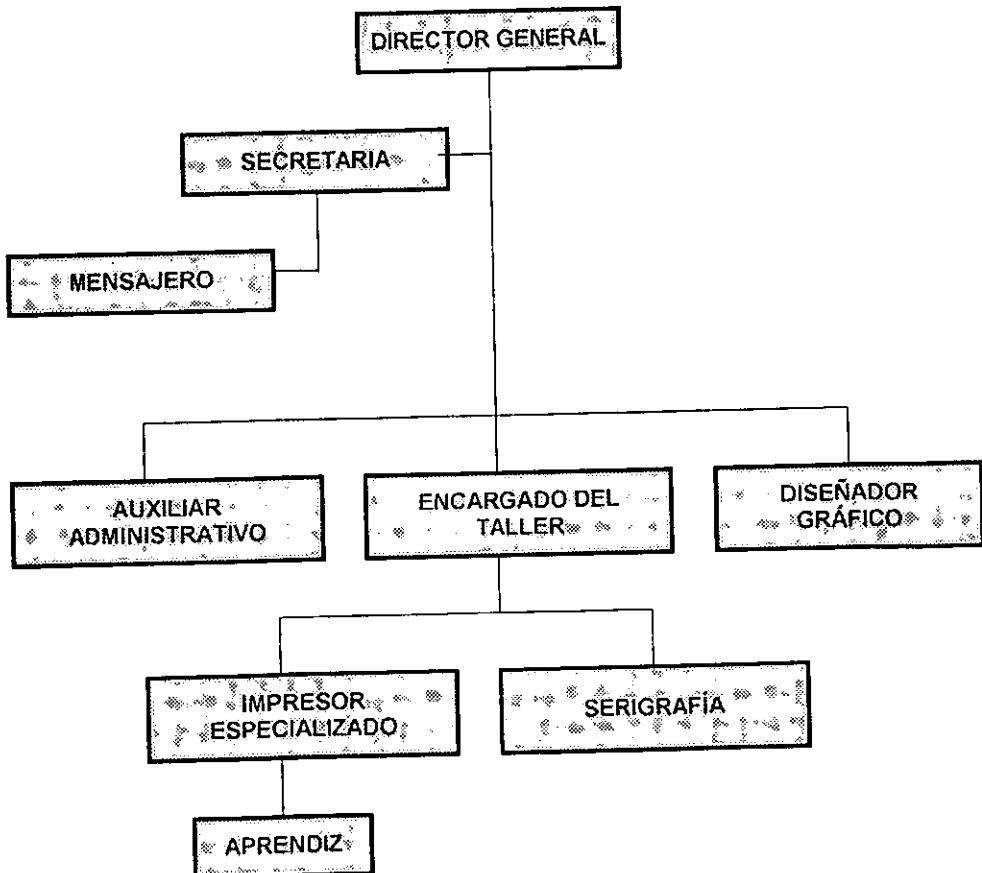 DIRECTOR GENERAL
SECRETARIA
MENSAJERO
AUXILIAR
ADMINISTRATIVO
ENCARGADO DEL
TALLER
DISEÑADOR
GRÁFICO
IMPRESOR
ESPECIALIZADO
SERIGRAFÍA
APRENDIZ